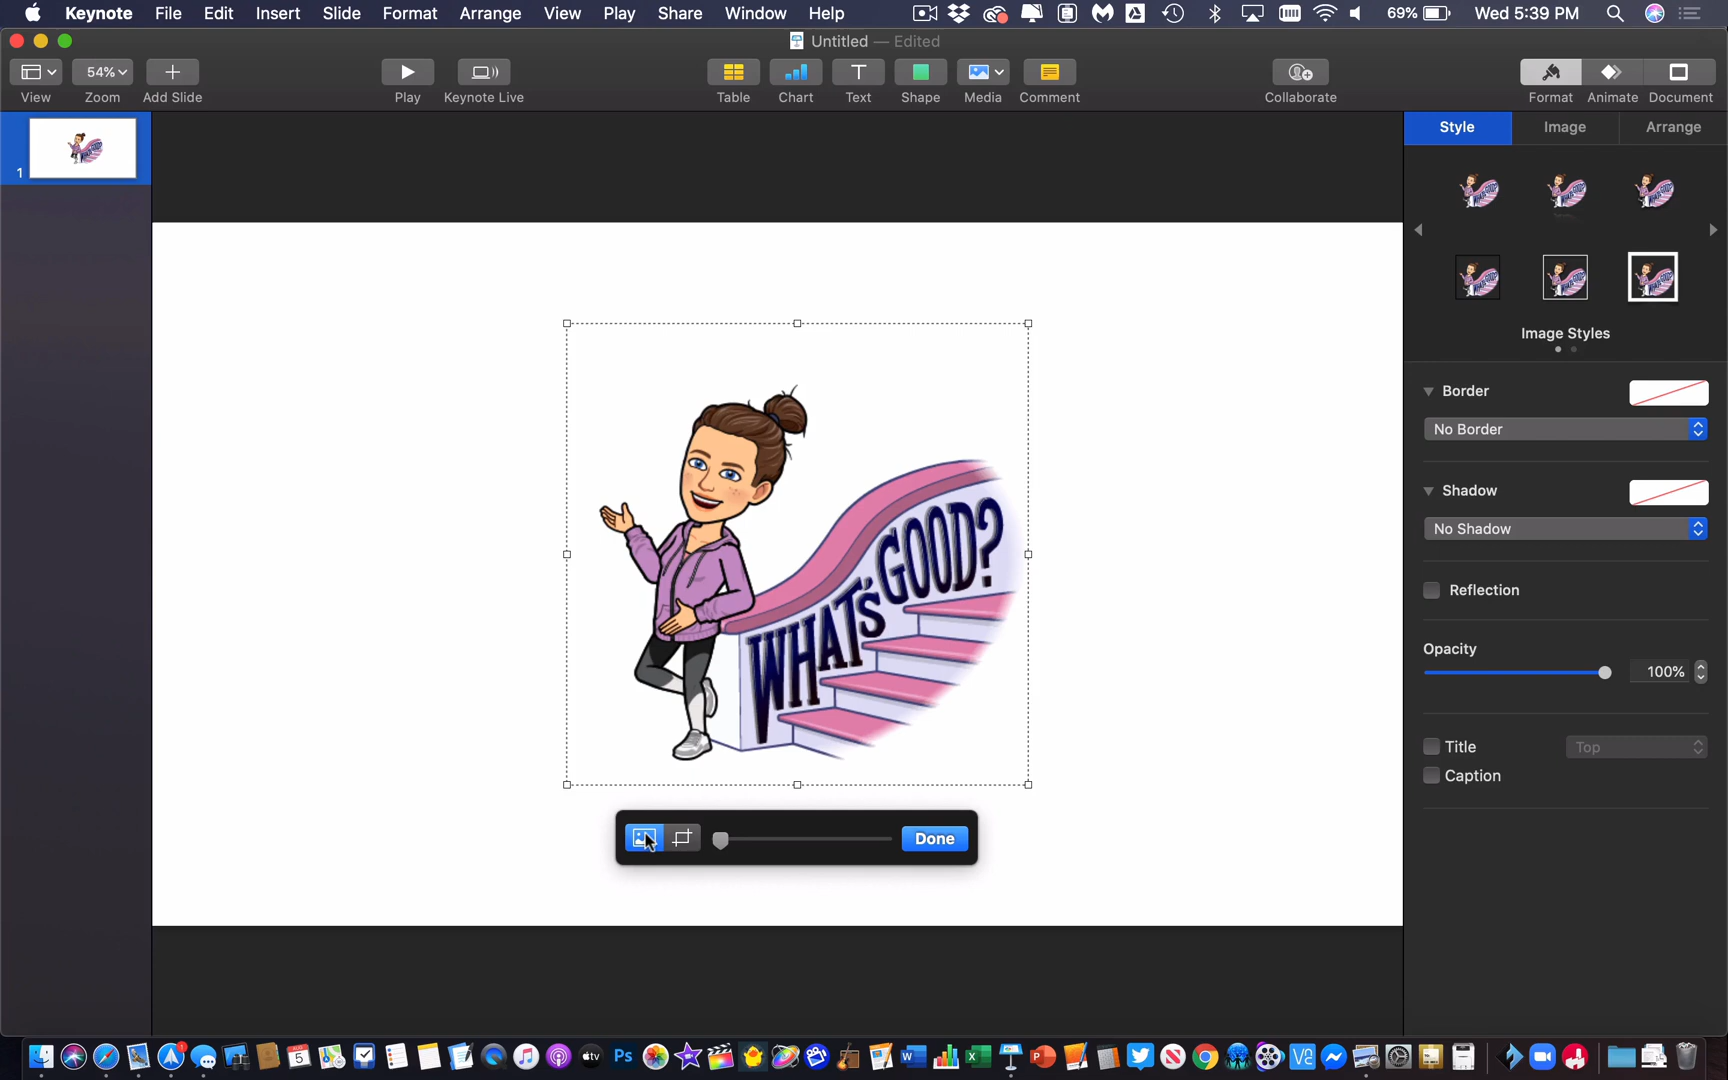 Keynote File Edit Insert Slide Format Arrange View Play Share Window Help 69% Wed 5:39 PM
Untitled — Edited
54%
View Zoom Add Slide Play Keynote Live Table Chart Text Shape Media Comment Collaborate Format Animate Document
Style Image Arrange
1
Image Styles
Border
No Border
Shadow
No Shadow
Reflection
Opacity
100%
Title Top
Caption
WHAT'S GOOD?
Done